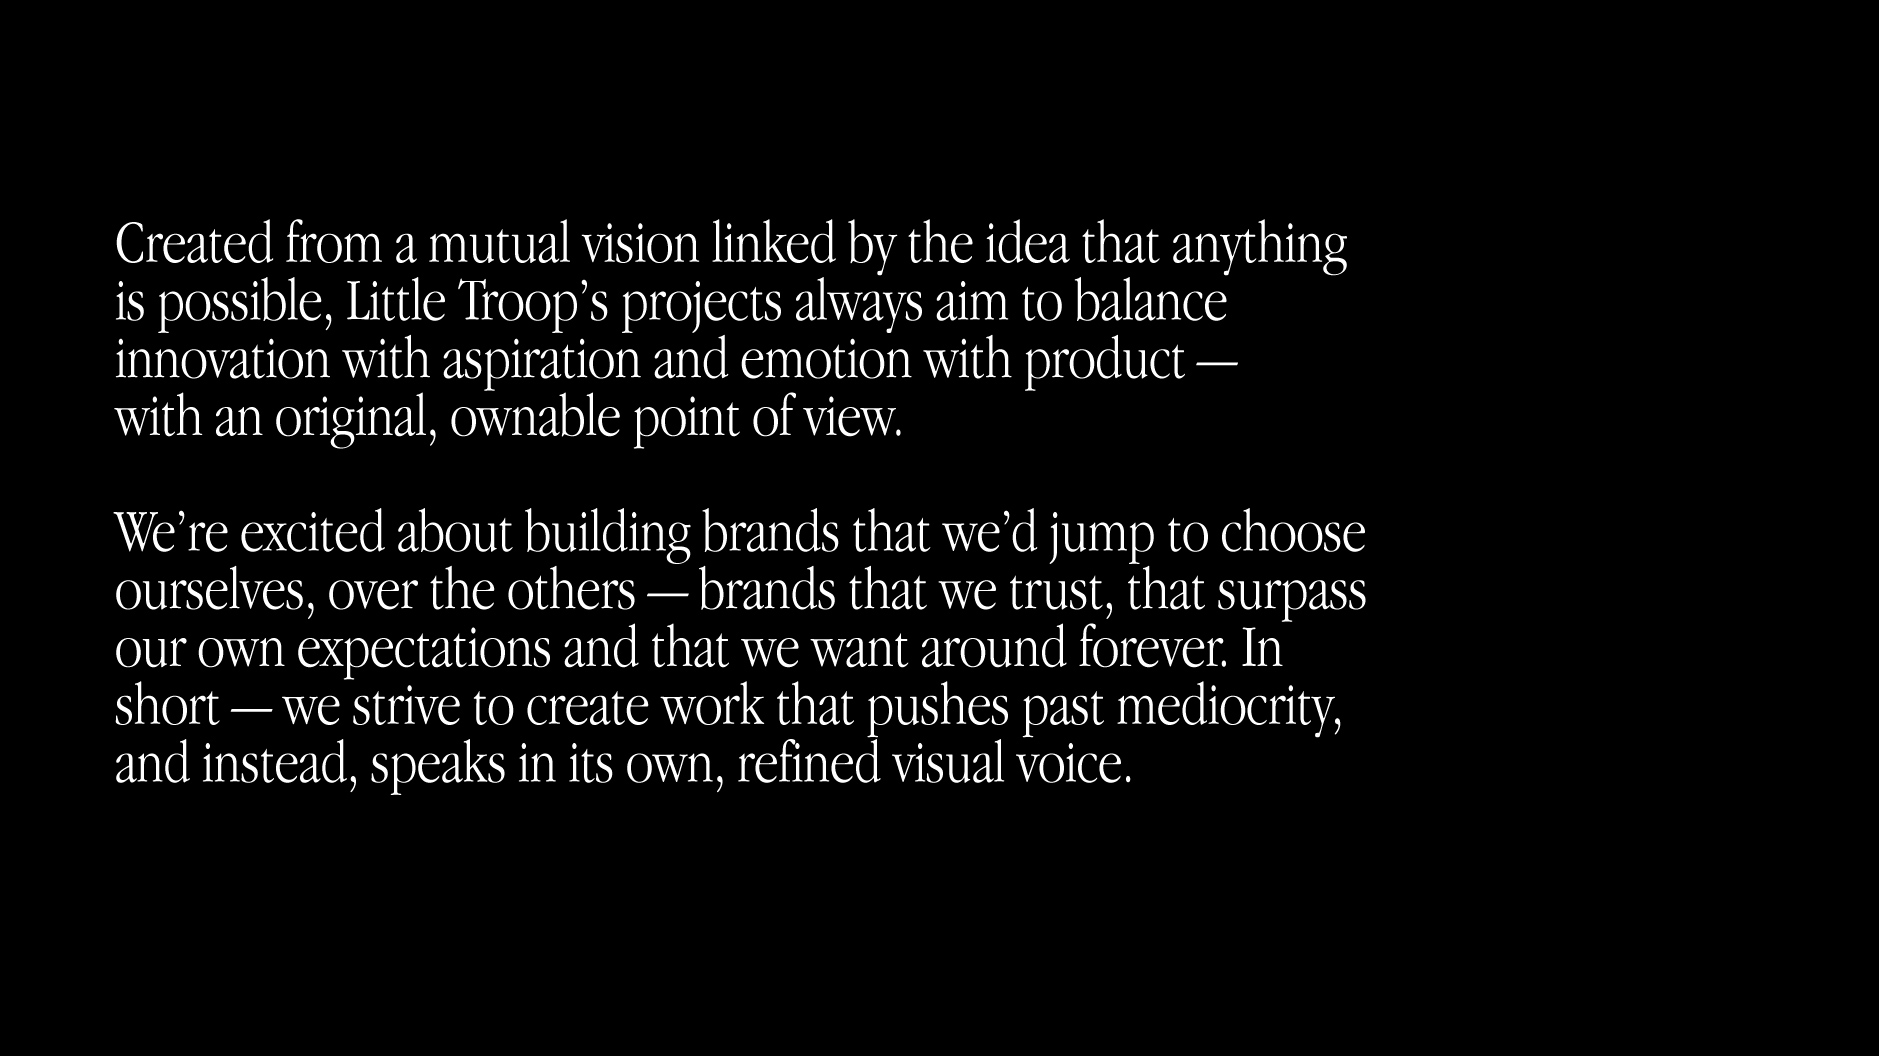 Created from a mutual vision linked by the idea that anything
is possible, Little Troop’s projects always aim to balance
innovation with aspiration and emotion with product —
with an original, ownable point of view.
We’re excited about building brands that we’d jump to choose
ourselves, over the others — brands that we trust, that surpass
our own expectations and that we want around forever. In
short — we strive to create work that pushes past mediocrity,
and instead, speaks in its own, refined visual voice.